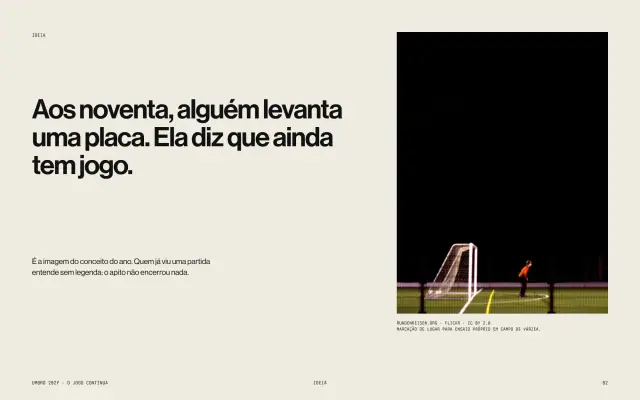 IDEIA
Aos noventa, alguém levanta
uma placa. Ela diz que ainda
tem jogo.
É a imagem do conceito do ano. Quem já viu uma partida
entende sem legenda: o apito não encerrou nada.
FLICKR · CC BY 2.0
MARCAÇÃO DE LUGAR PARA ENSAIO PRÓPRIO EM CAMPO DE VÁRZEA.
UMBRO 2027 · O JOGO CONTINUA
IDEIA
02